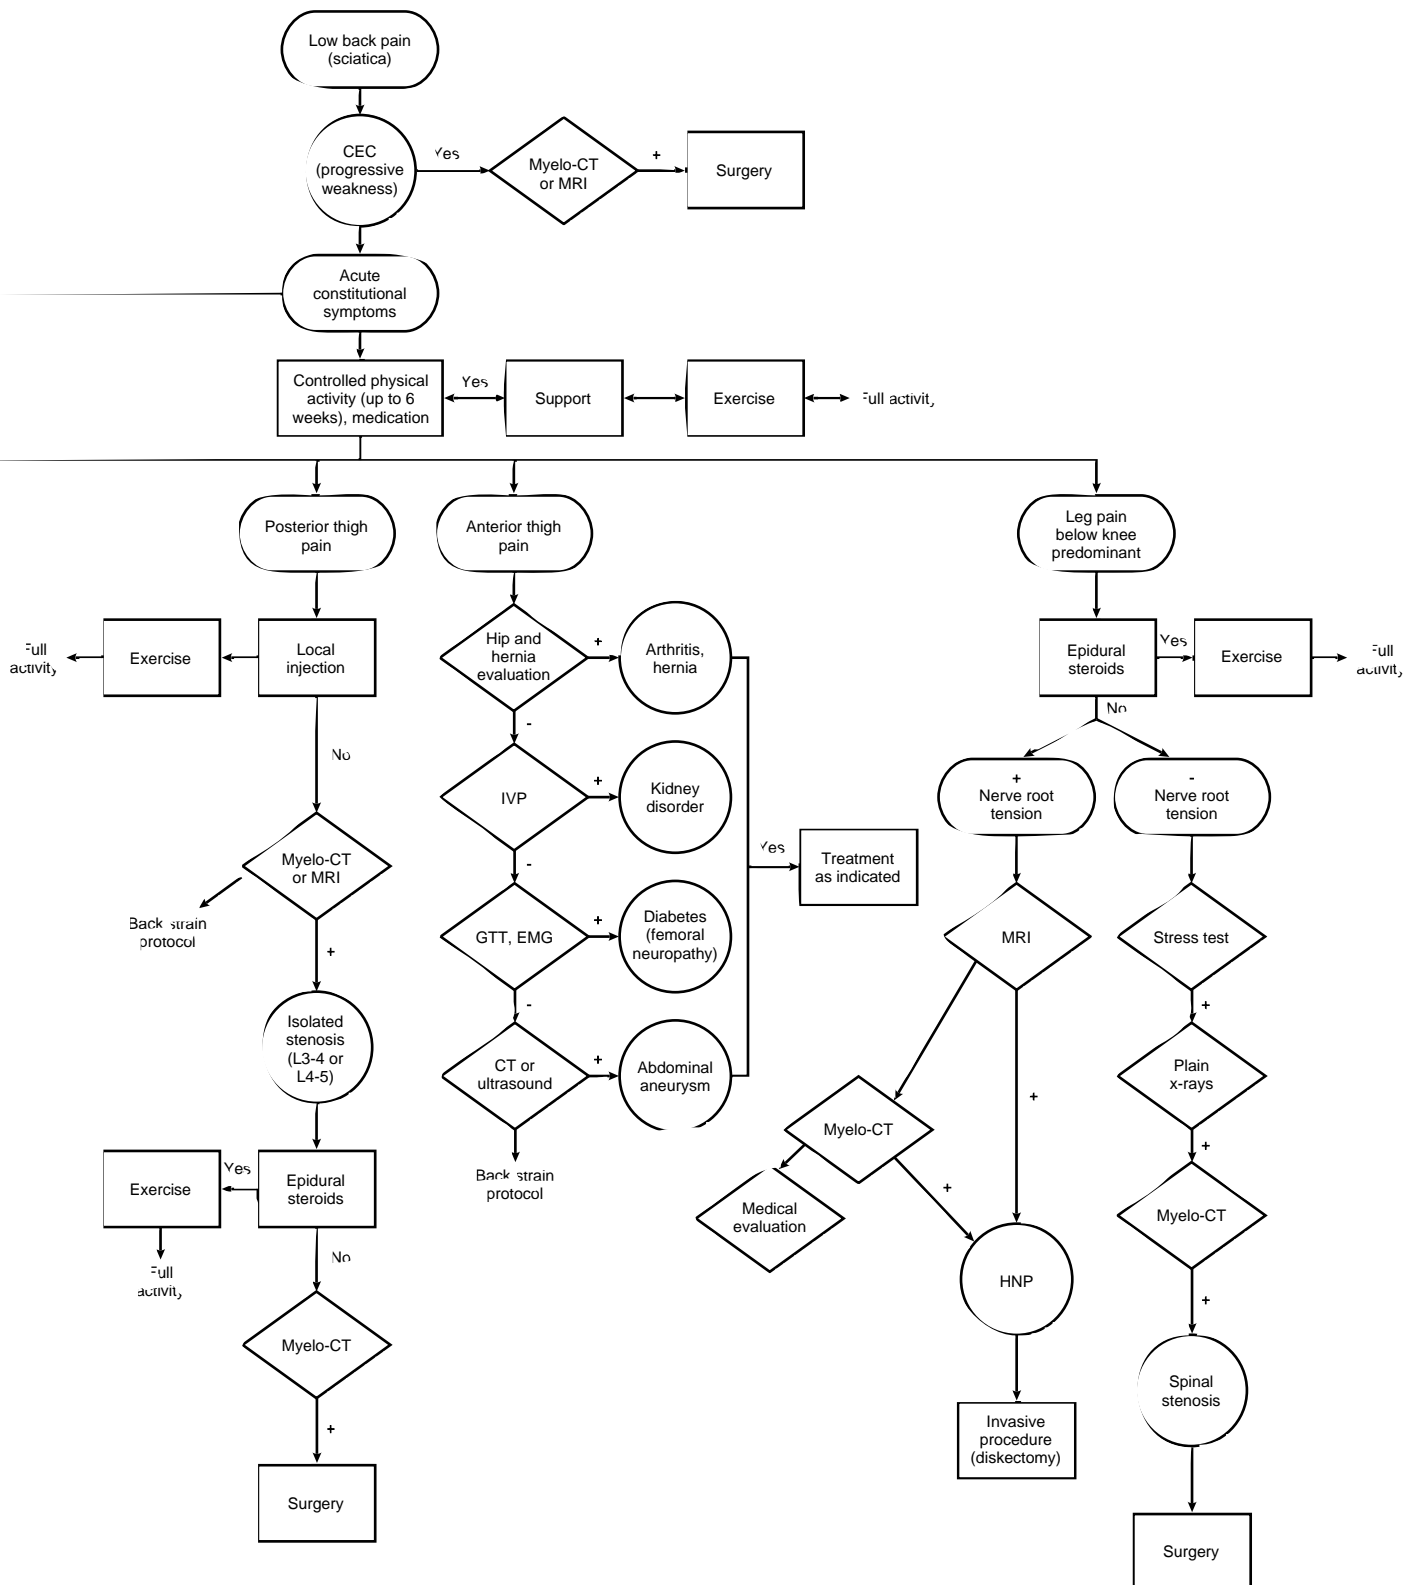 Low back pain
(sciatica)
CEC
(progressive
weakness)
Yes
Myelo-CT
or MRI
+
Surgery
Acute
constitutional
symptoms
Controlled physical
activity (up to 6
weeks), medication
Yes
Support
Exercise
Full activity
Posterior thigh
pain
Anterior thigh
pain
Leg pain
below knee
predominant
Full
activity
Exercise
Local
injection
Hip and
hernia
evaluation
+
Arthritis,
hernia
Epidural
steroids
Yes
Exercise
Full
activity
No
-
No
IVP
+
Kidney
disorder
+
Nerve root
tension
-
Nerve root
tension
Myelo-CT
or MRI
-
Yes
Treatment
as indicated
Back strain
protocol
+
GTT, EMG
+
Diabetes
(femoral
neuropathy)
MRI
Stress test
-
+
Isolated
stenosis
(L3-4 or
L4-5)
CT or
ultrasound
+
Abdominal
aneurysm
+
Plain
x-rays
Myelo-CT
+
Exercise
Yes
Epidural
steroids
Back strain
protocol
Medical
evaluation
+
Myelo-CT
Full
activity
No
HNP
+
Myelo-CT
+
Spinal
stenosis
Invasive
procedure
(diskectomy)
Surgery
Surgery